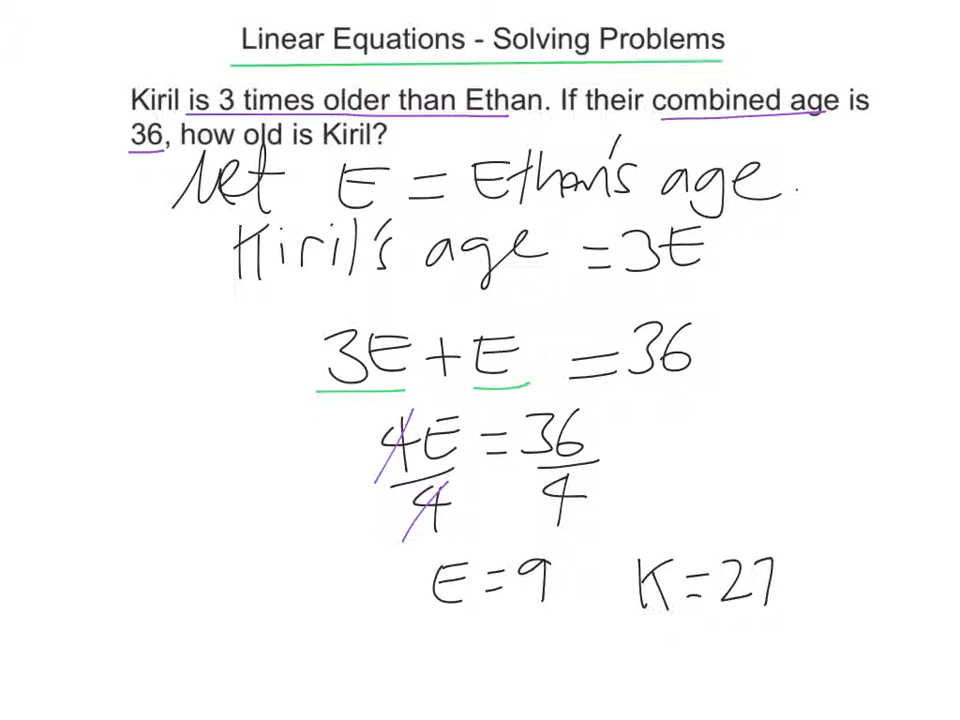 Linear Equations - Solving Problems
Kiril is 3 times older than Ethan. If their combined age is
36, how old is Kiril?
Let E = Ethan's age.
Kiril's age = 3E
3E + E = 36
4E = 36
4 4
E = 9 K = 27